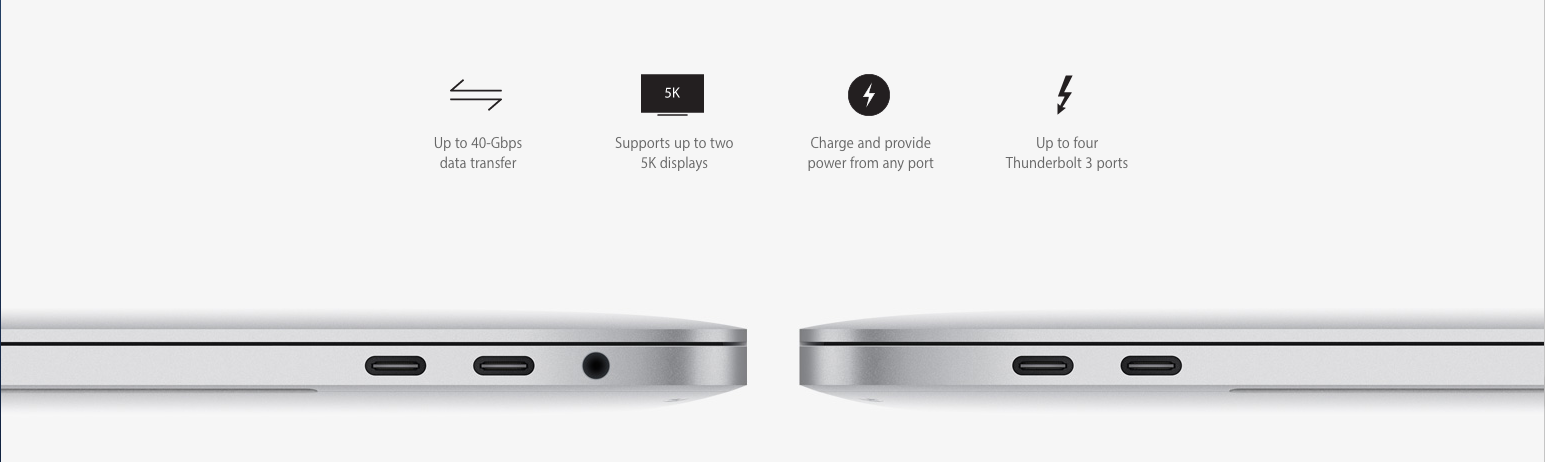 5K
Up to 40-Gbps
data transfer
Supports up to two
5K displays
Charge and provide
power from any port
Up to four
Thunderbolt 3 ports